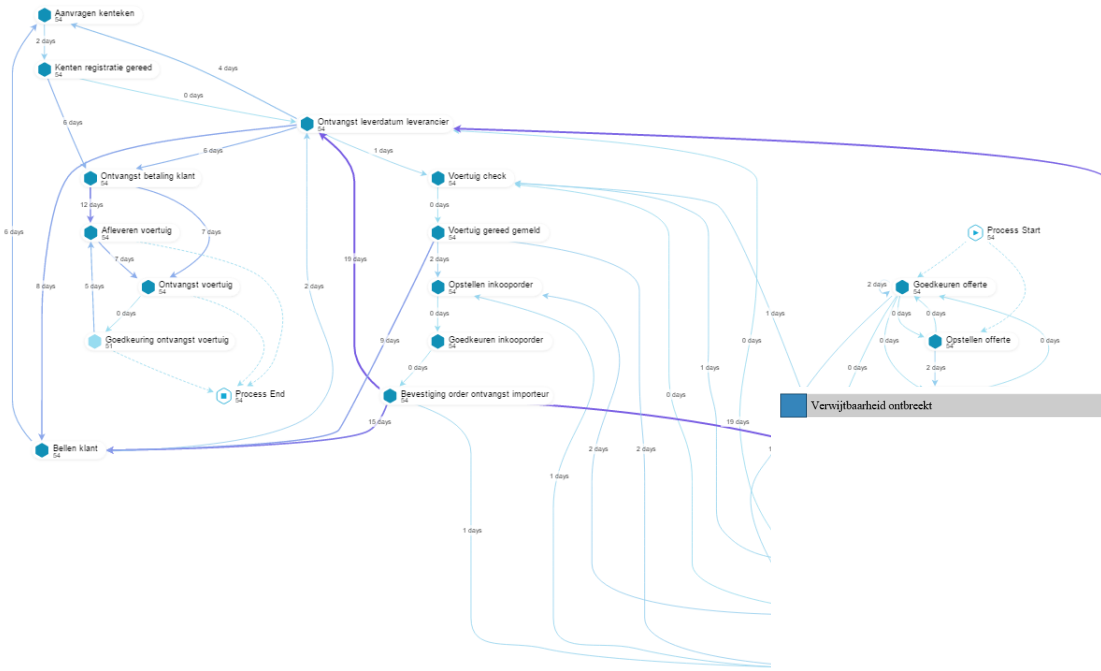 Aanvragen kenteken
54
2 days
Kenten registratie gereed
54
4 days
0 days
Ontvangst leverdatum leverancier
54
6 days
6 days
1 days
Ontvangst betaling klant
54
Voertuig check
54
12 days
0 days
Afleveren voertuig
54
7 days
Voertuig gereed gemeld
54
Process Start
54
6 days
7 days
19 days
2 days
8 days
5 days
Ontvangst voertuig
54
2 days
Opstellen inkooporder
54
2 days
Goedkeuren offerte
54
1 days
0 days
0 days
0 days
0 days
Goedkeuring ontvangst voertuig
51
9 days
Goedkeuren inkooporder
54
0 days
0 days
Opstellen offerte
54
0 days
0 days
1 days
0 days
2 days
Process End
54
Bevestiging order ontvangst importeur
54
0 days
Verwijtbaarheid ontbreekt
15 days
19 days
Bellen klant
54
2 days
2 days
1 days